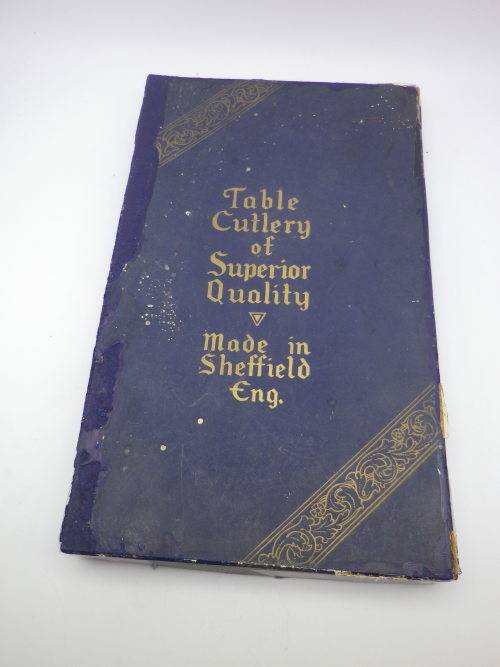 Table
Cutlery
of
Superior
Quality
Made in
Sheffield
Eng.